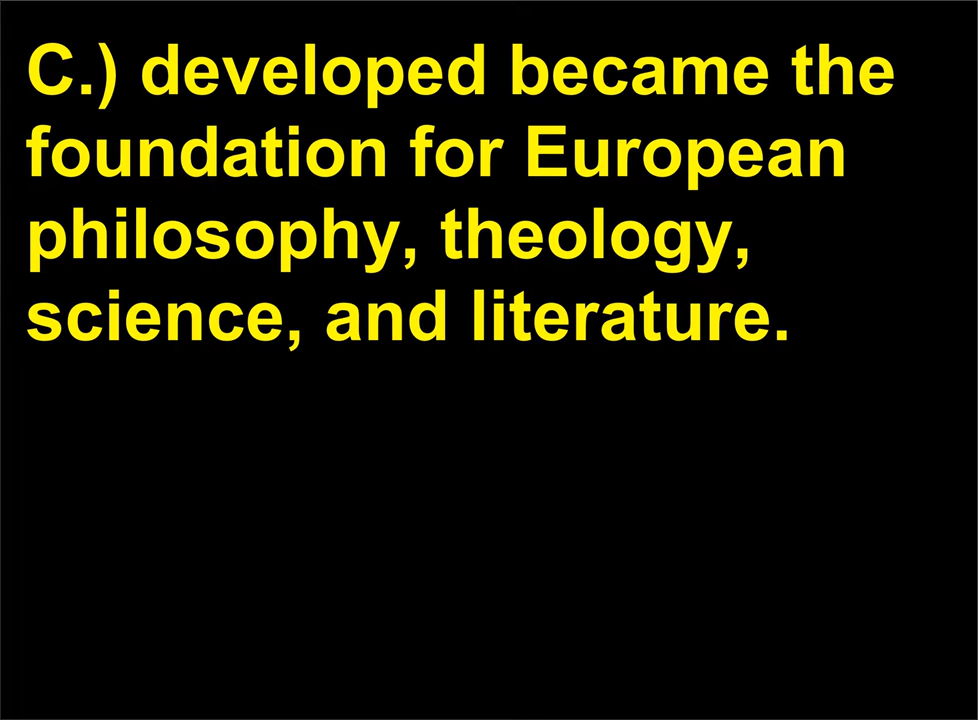 C.) developed became the
foundation for European
philosophy, theology,
science, and literature.